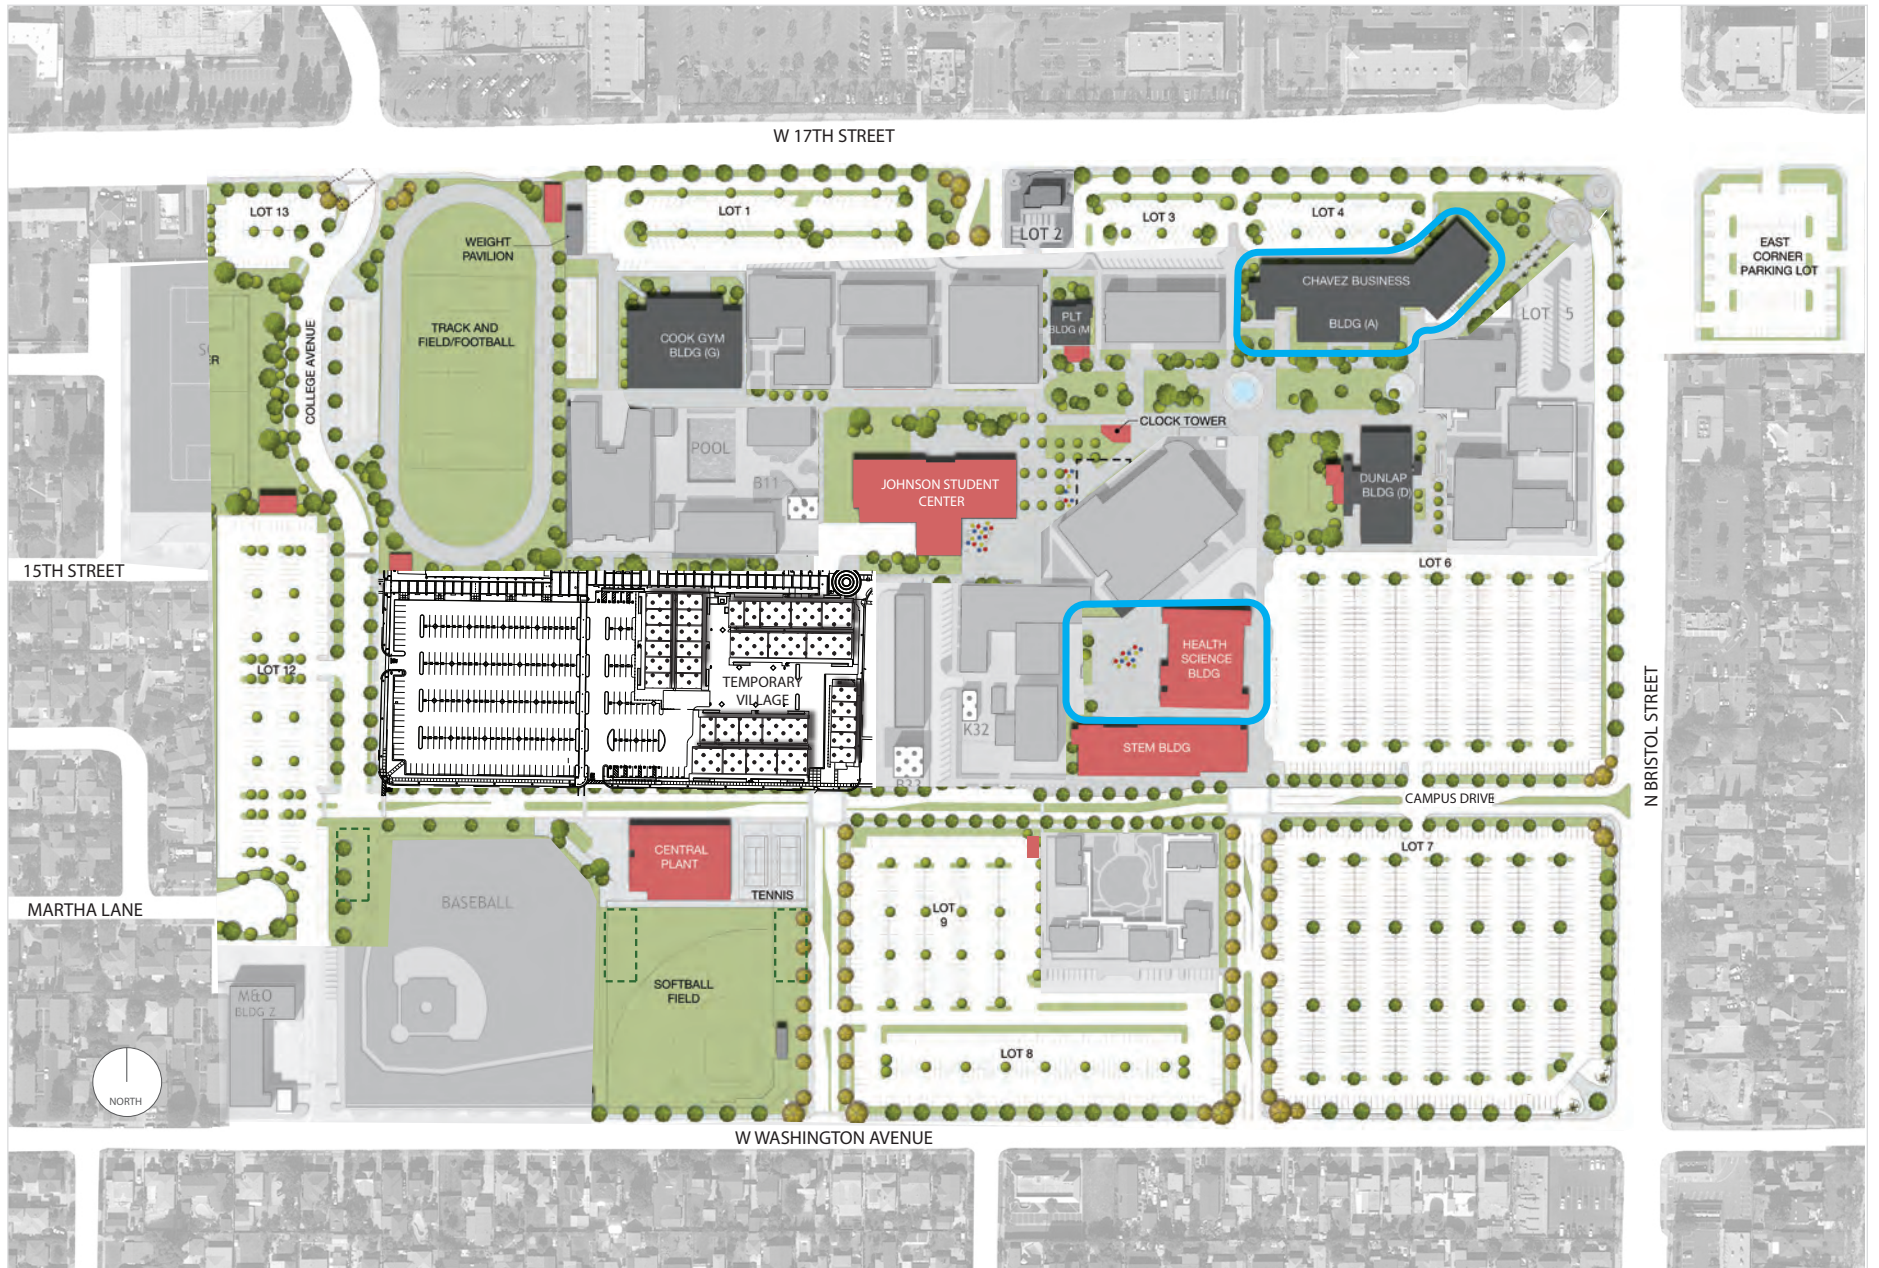 W 17TH STREET
LOT 13
LOT 1
LOT 2
LOT 3
LOT 4
WEIGHT
PAVILION
EAST
CORNER
PARKING LOT
CHAVEZ BUSINESS
BLDG (A)
LOT 5
PLT
BLDG (M
COOK GYM
BLDG (G)
TRACK AND
FIELD/FOOTBALL
COLLEGE AVENUE
ER
CLOCK TOWER
POOL
B11
JOHNSON STUDENT
CENTER
DUNLAP
BLDG (D)
15TH STREET
LOT 6
LOT 12
TEMPORARY
VILLAGE
HEALTH
SCIENCE
BLDG
K32
STEM BLDG
N BRISTOL STREET
CAMPUS DRIVE
LOT 7
CENTRAL
PLANT
TENNIS
BASEBALL
MARTHA LANE
LOT
9
SOFTBALL
FIELD
M&O
BLDG Z
LOT 8
NORTH
W WASHINGTON AVENUE